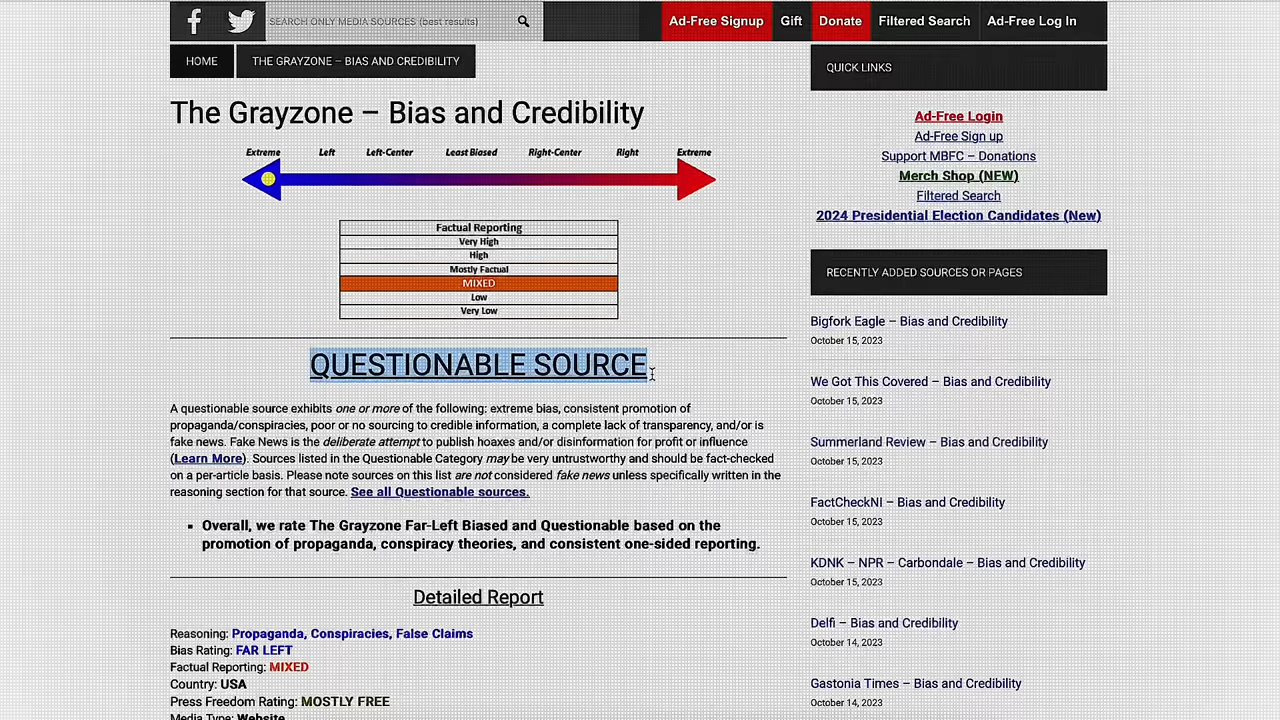 SEARCH ONLY MEDIA SOURCES (best results)
Ad-Free Signup
Gift
Donate
Filtered Search
Ad-Free Log In
HOME
THE GRAYZONE – BIAS AND CREDIBILITY
The Grayzone – Bias and Credibility
Extreme Left Left-Center Least Biased Right-Center Right Extreme
Factual Reporting
Very High
High
Mostly Factual
MIXED
Low
Very Low
QUESTIONABLE SOURCE
A questionable source exhibits one or more of the following: extreme bias, consistent promotion of
propaganda/conspiracies, poor or no sourcing to credible information, a complete lack of transparency, and/or is
fake news. Fake News is the deliberate attempt to publish hoaxes and/or disinformation for profit or influence
(Learn More). Sources listed in the Questionable Category may be very untrustworthy and should be fact-checked
on a per-article basis. Please note sources on this list are not considered fake news unless specifically written in the
reasoning section for that source. See all Questionable sources.
▪ Overall, we rate The Grayzone Far-Left Biased and Questionable based on the
promotion of propaganda, conspiracy theories, and consistent one-sided reporting.
Detailed Report
Reasoning: Propaganda, Conspiracies, False Claims
Bias Rating: FAR LEFT
Factual Reporting: MIXED
Country: USA
Press Freedom Rating: MOSTLY FREE
Media Type: Website
QUICK LINKS
Ad-Free Login
Ad-Free Sign up
Support MBFC – Donations
Merch Shop (NEW)
Filtered Search
2024 Presidential Election Candidates (New)
RECENTLY ADDED SOURCES OR PAGES
Bigfork Eagle – Bias and Credibility
October 15, 2023
We Got This Covered – Bias and Credibility
October 15, 2023
Summerland Review – Bias and Credibility
October 15, 2023
FactCheckNI – Bias and Credibility
October 15, 2023
KDNK – NPR – Carbondale – Bias and Credibility
October 15, 2023
Delfi – Bias and Credibility
October 14, 2023
Gastonia Times – Bias and Credibility
October 14, 2023